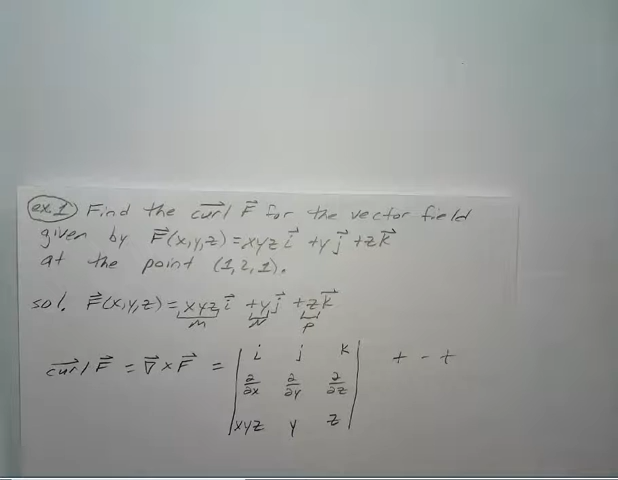 ex.1 Find the curl F⃗ for the vector field
given by F⃗(x,y,z)=xyz i⃗ +y j⃗ +z k⃗
at the point (1,2,1).
sol. F⃗(x,y,z)=xyz i⃗ +y j⃗ +z k⃗
M N P
curl F⃗ = ∇⃗ × F⃗ = | i j k | + - +
∂/∂x ∂/∂y ∂/∂z
xyz y z